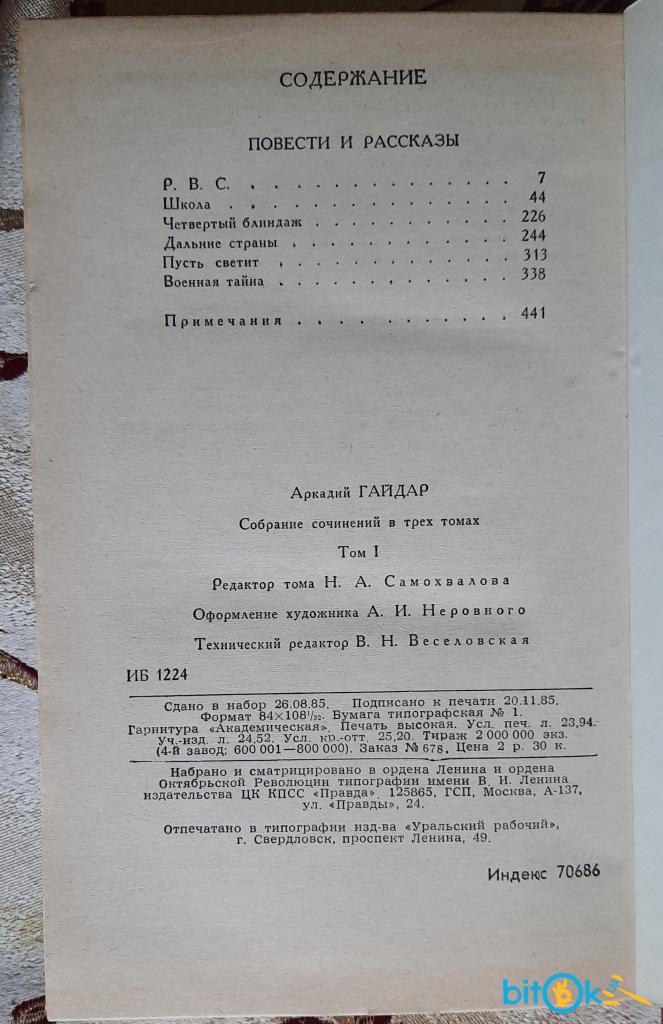 СОДЕРЖАНИЕ
ПОВЕСТИ И РАССКАЗЫ
Р. В. С. . . . . . . . . . . . . . 7
Школа . . . . . . . . . . . . . . 44
Четвертый блиндаж . . . . . . . . . . 226
Дальние страны . . . . . . . . . . . 244
Пусть светит . . . . . . . . . . . . 313
Военная тайна . . . . . . . . . . . 338
Примечания . . . . . . . . . . . 441
Аркадий ГАЙДАР
Собрание сочинений в трех томах
Том I
Редактор тома Н. А. Самохвалова
Оформление художника А. И. Неровного
Технический редактор В. Н. Веселовская
ИБ 1224
Сдано в набор 26.08.85. Подписано к печати 20.11.85.
Формат 84×108¹/₃₂. Бумага типографская № 1.
Гарнитура «Академическая». Печать высокая. Усл. печ. л. 23,94.
Уч.-изд. л. 24,52. Усл. кр.-отт. 25,20. Тираж 2 000 000 экз.
(4-й завод: 600 001—800 000). Заказ № 678. Цена 2 р. 30 к.
Набрано и сматрицировано в ордена Ленина и ордена
Октябрьской Революции типографии имени В. И. Ленина
издательства ЦК КПСС «Правда». 125865, ГСП, Москва, А-137,
ул. «Правды», 24.
Отпечатано в типографии изд-ва «Уральский рабочий»,
г. Свердловск, проспект Ленина, 49.
Индекс 70686
bitOk